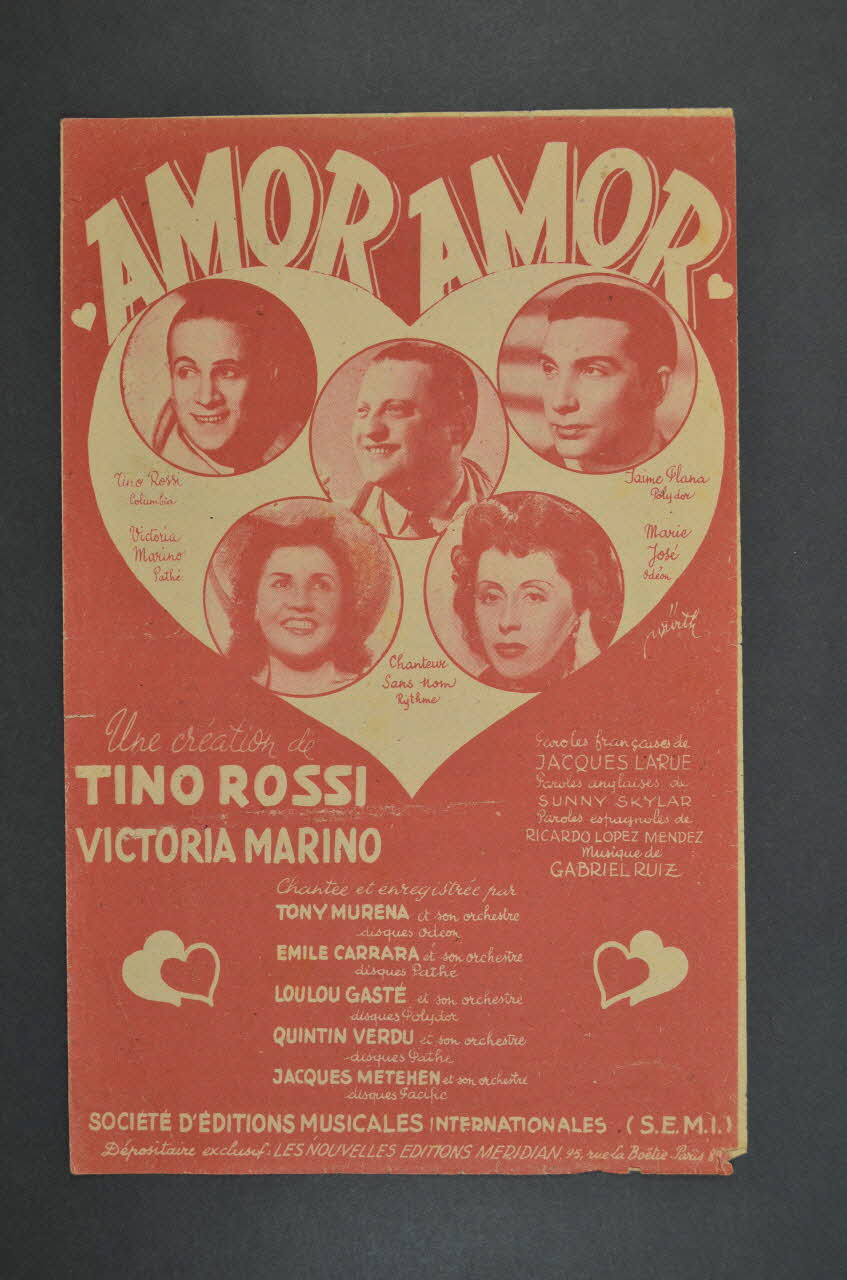 AMOR AMOR
Tino Rossi
Columbia
Jaime Plana
Polydor
Victoria
Marino
Pathé
Marie
José
Odéon
Würth
Chanteur
Sans Nom
Rythme
Une création de
TINO ROSSI
VICTORIA MARINO
Paroles françaises de
JACQUES LARUE
Paroles anglaises de
SUNNY SKYLAR
Paroles espagnoles de
RICARDO LOPEZ MENDEZ
Musique de
GABRIEL RUIZ
Chantée et enregistrée par
TONY MURENA et son orchestre
disques Odéon
EMILE CARRARA et son orchestre
disques Pathé
LOULOU GASTÉ et son orchestre
disques Polydor
QUINTIN VERDU et son orchestre
disques Pathé
JACQUES METEHEN et son orchestre
disques Pacific
SOCIÉTÉ D'ÉDITIONS MUSICALES INTERNATIONALES (S.E.M.I.)
Dépositaire exclusif: LES NOUVELLES EDITIONS MERIDIAN, rue la Boëtie. Paris